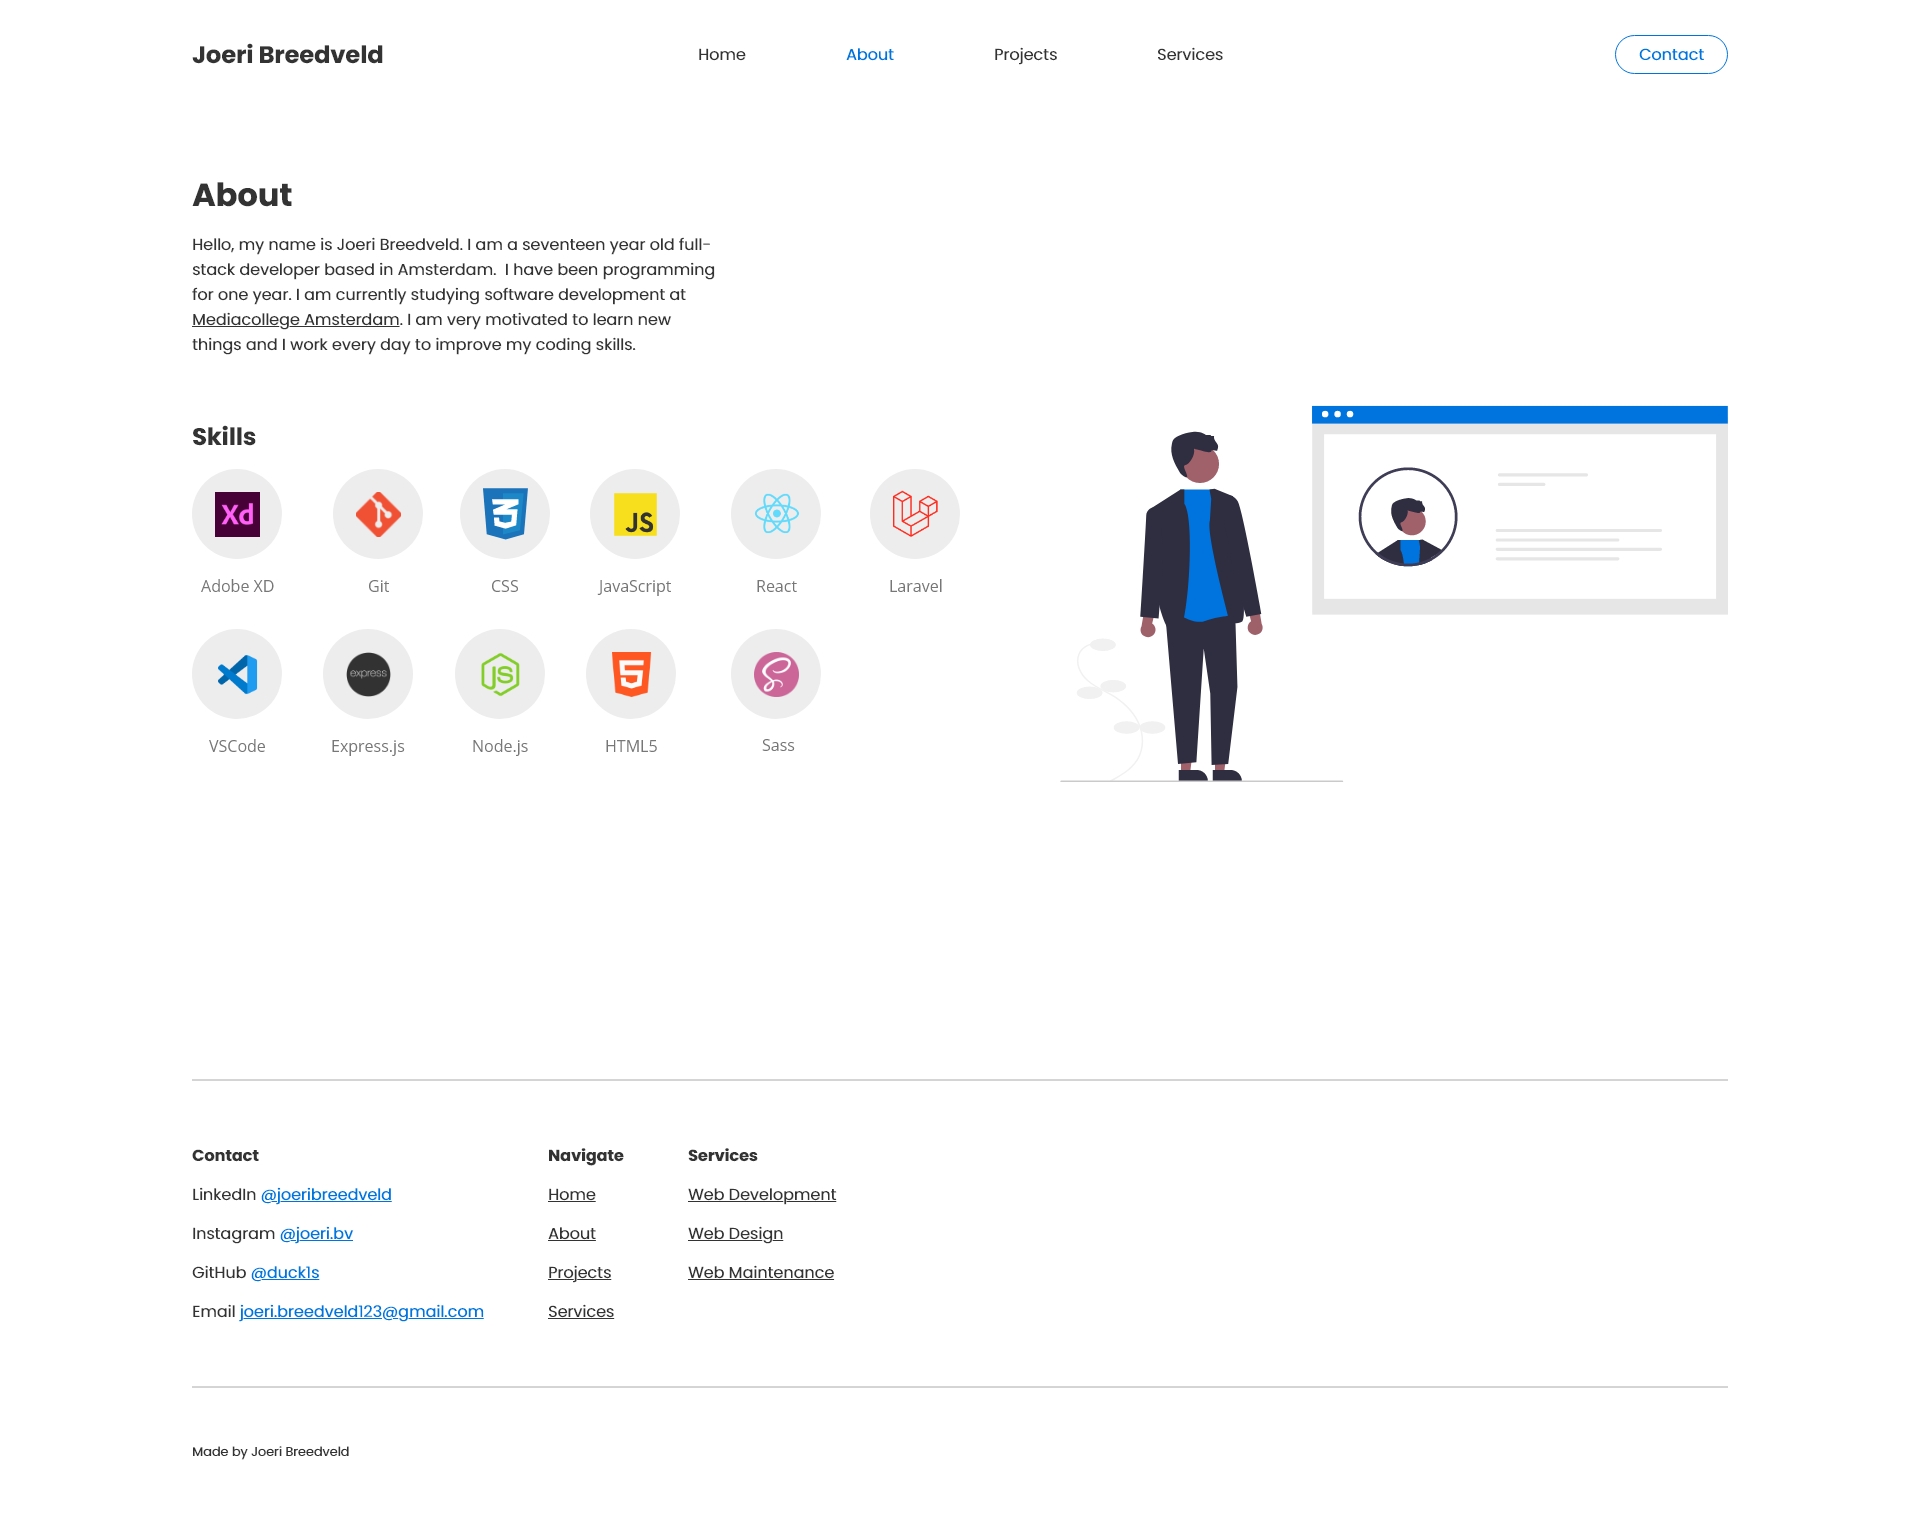 Joeri Breedveld
Home
About
Projects
Services
Contact
About
Hello, my name is Joeri Breedveld. I am a seventeen year old full-
stack developer based in Amsterdam.  I have been programming
for one year. I am currently studying software development at
Mediacollege Amsterdam. I am very motivated to learn new
things and I work every day to improve my coding skills.
Skills
Xd
JS
Adobe XD
Git
CSS
JavaScript
React
Laravel
express
JS
VSCode
Express.js
Node.js
HTML5
Sass
Contact
LinkedIn @joeribreedveld
Instagram @joeri.bv
GitHub @duck1s
Email joeri.breedveld123@gmail.com
Navigate
Home
About
Projects
Services
Services
Web Development
Web Design
Web Maintenance
Made by Joeri Breedveld